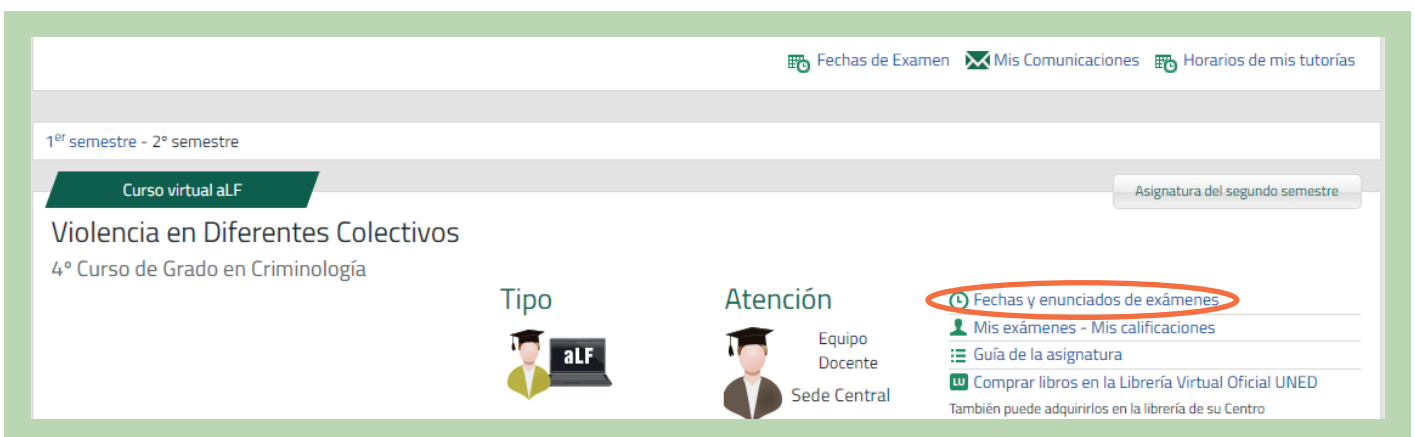 Fechas de Examen Mis Comunicaciones Horarios de mis tutorías
1er semestre - 2º semestre
Curso virtual aLF
Asignatura del segundo semestre
Violencia en Diferentes Colectivos
4º Curso de Grado en Criminología
Tipo
aLF
Atención
Equipo
Docente
Sede Central
Fechas y enunciados de exámenes
Mis exámenes - Mis calificaciones
Guía de la asignatura
LU Comprar libros en la Librería Virtual Oficial UNED
También puede adquirirlos en la librería de su Centro